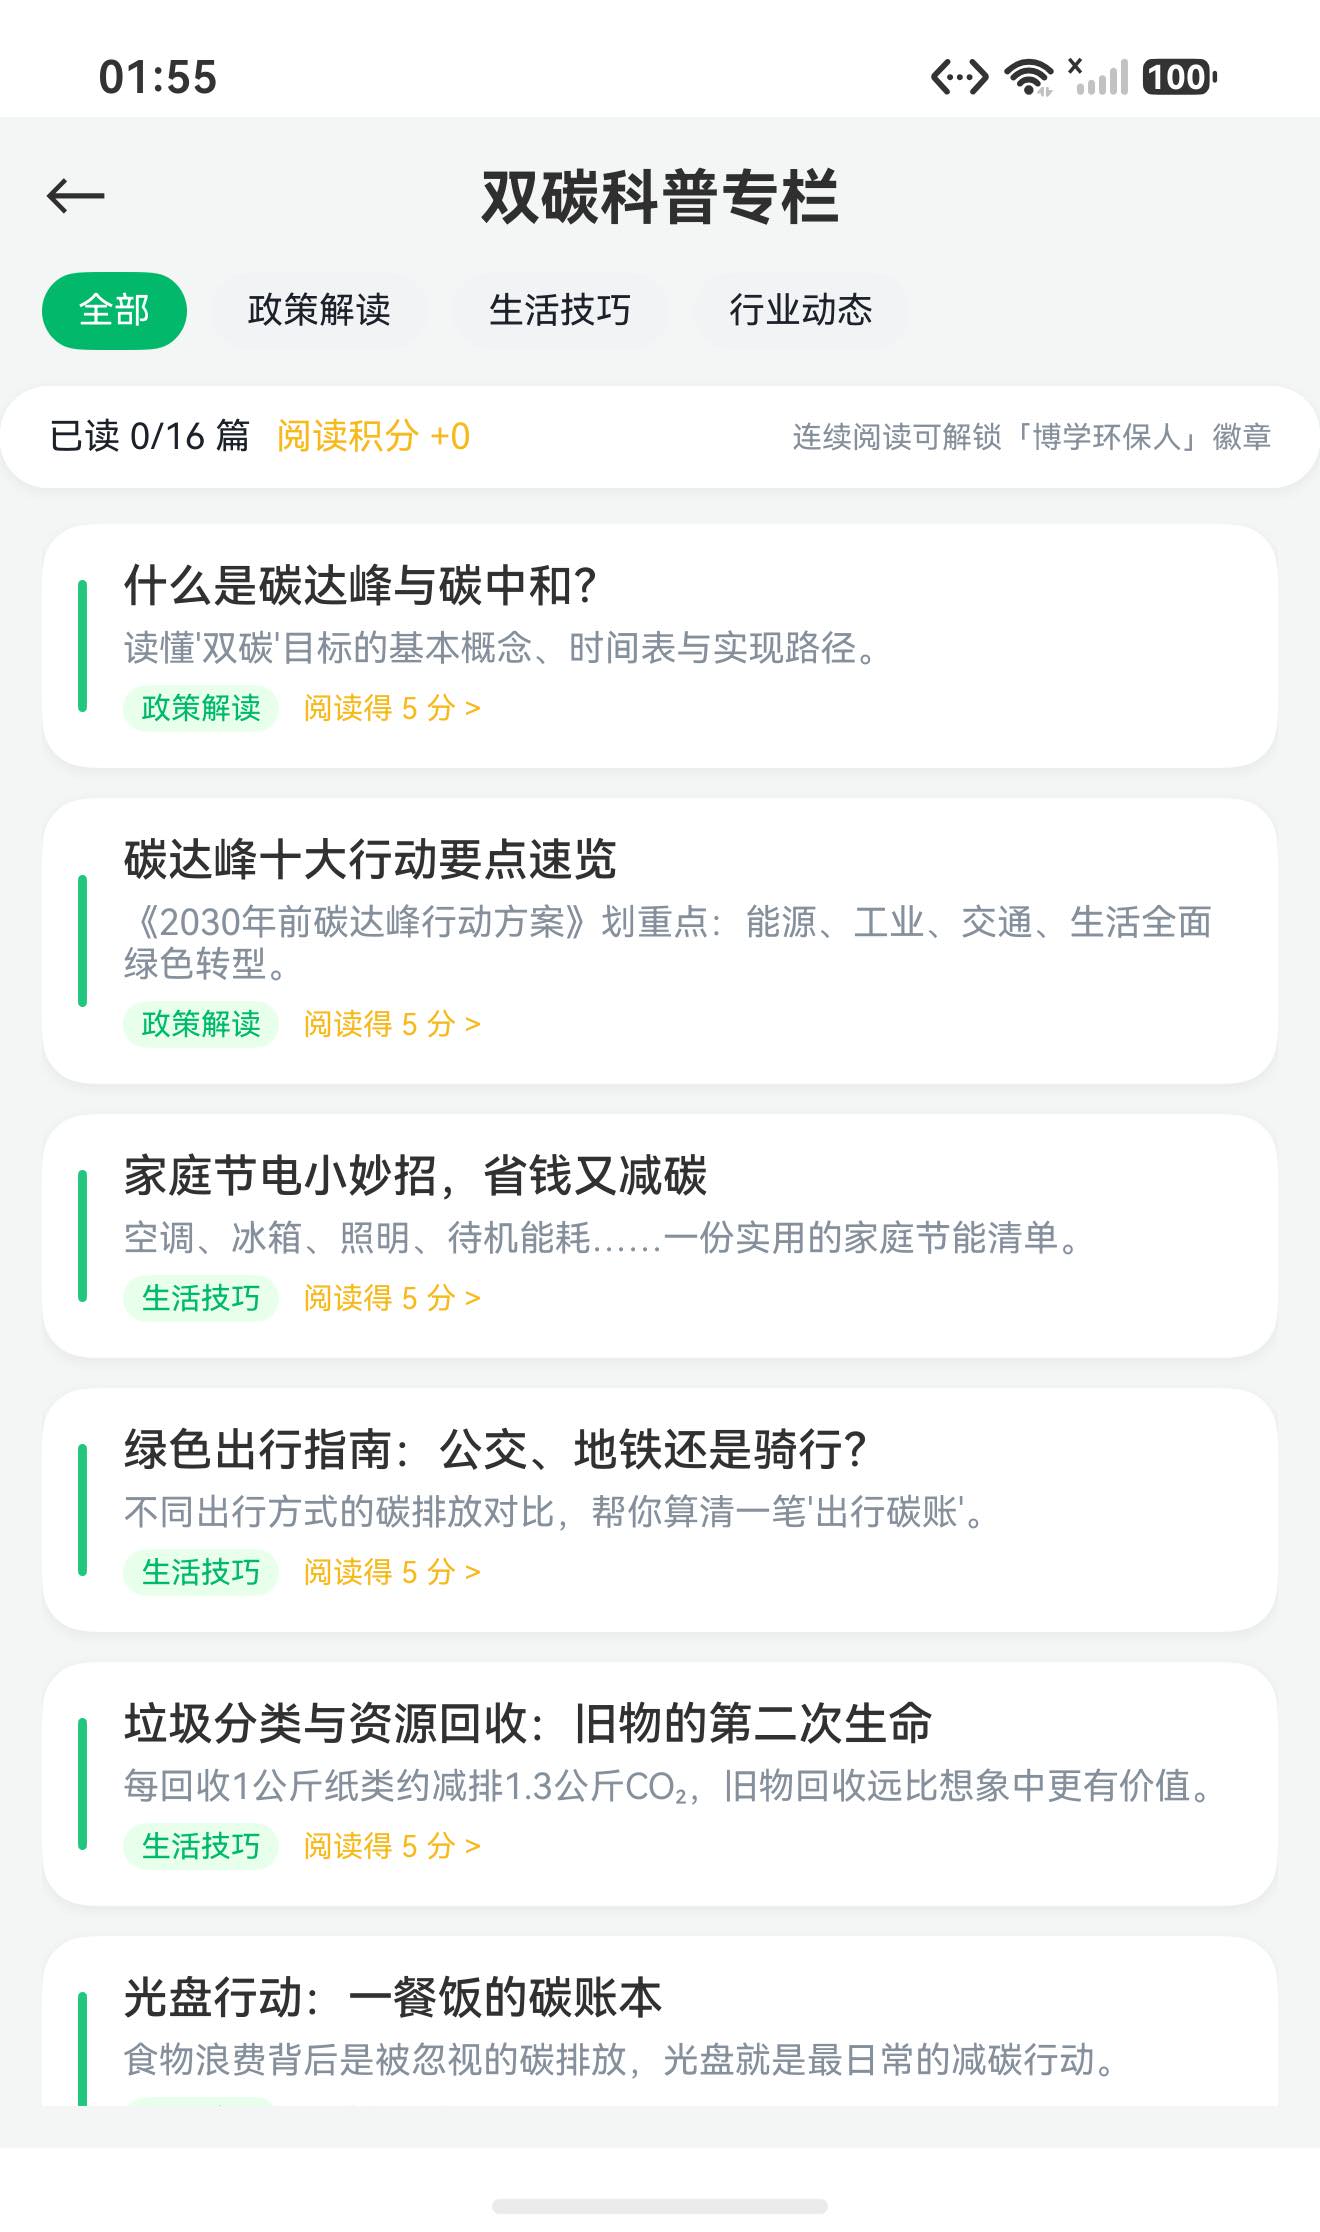 01:55
100
双碳科普专栏
全部 政策解读 生活技巧 行业动态
已读 0/16 篇 阅读积分 +0 连续阅读可解锁「博学环保人」徽章
什么是碳达峰与碳中和？
读懂'双碳'目标的基本概念、时间表与实现路径。
政策解读 阅读得 5 分 >
碳达峰十大行动要点速览
《2030年前碳达峰行动方案》划重点：能源、工业、交通、生活全面
绿色转型。
政策解读 阅读得 5 分 >
家庭节电小妙招，省钱又减碳
空调、冰箱、照明、待机能耗……一份实用的家庭节能清单。
生活技巧 阅读得 5 分 >
绿色出行指南：公交、地铁还是骑行？
不同出行方式的碳排放对比，帮你算清一笔'出行碳账'。
生活技巧 阅读得 5 分 >
垃圾分类与资源回收：旧物的第二次生命
每回收1公斤纸类约减排1.3公斤CO₂，旧物回收远比想象中更有价值。
生活技巧 阅读得 5 分 >
光盘行动：一餐饭的碳账本
食物浪费背后是被忽视的碳排放，光盘就是最日常的减碳行动。